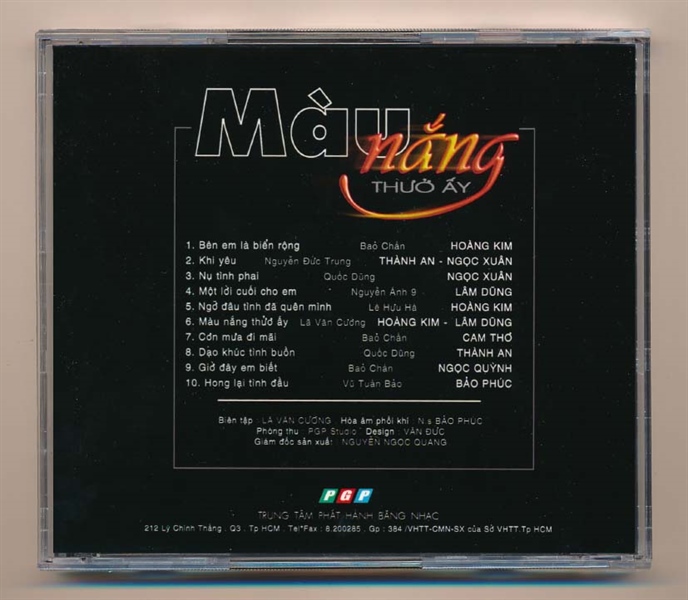 Màu
nắng
THUỞ ẤY
1. Bên em là biển rộng Baỏ Chấn HOÀNG KIM
2. Khi yêu Nguyễn Đức Trung THÀNH AN - NGỌC XUÂN
3. Nụ tình phai Quốc Dũng NGỌC XUÂN
4. Một lời cuối cho em Nguyễn Ánh 9 LÂM DŨNG
5. Ngỡ đâu tình đã quên mình Lê Hựu Hà HOÀNG KIM
6. Màu nắng thuở ấy Lã Văn Cường HOÀNG KIM - LÂM DŨNG
7. Cơn mưa đi mãi Baỏ Chấn CAM THƠ
8. Dạo khúc tình buồn Quốc Dũng THÀNH AN
9. Giờ đây em biết Baỏ Chấn NGỌC QUỲNH
10. Hong lại tình đầu Vũ Tuấn Bảo BẢO PHÚC
Biên tập : LÃ VĂN CƯỜNG . Hòa âm phối khí : N.s BẢO PHÚC
Phòng thu : PGP Studio Design : VĂN ĐỨC
Giám đốc sản xuất : NGUYỄN NGỌC QUANG
PGP
TRUNG TÂM PHÁT HÀNH BĂNG NHẠC
212 Lý Chính Thắng . Q3 . Tp HCM . Tel*Fax : 8.200285 . Gp : 384 /VHTT-CMN-SX của Sở VHTT.Tp HCM